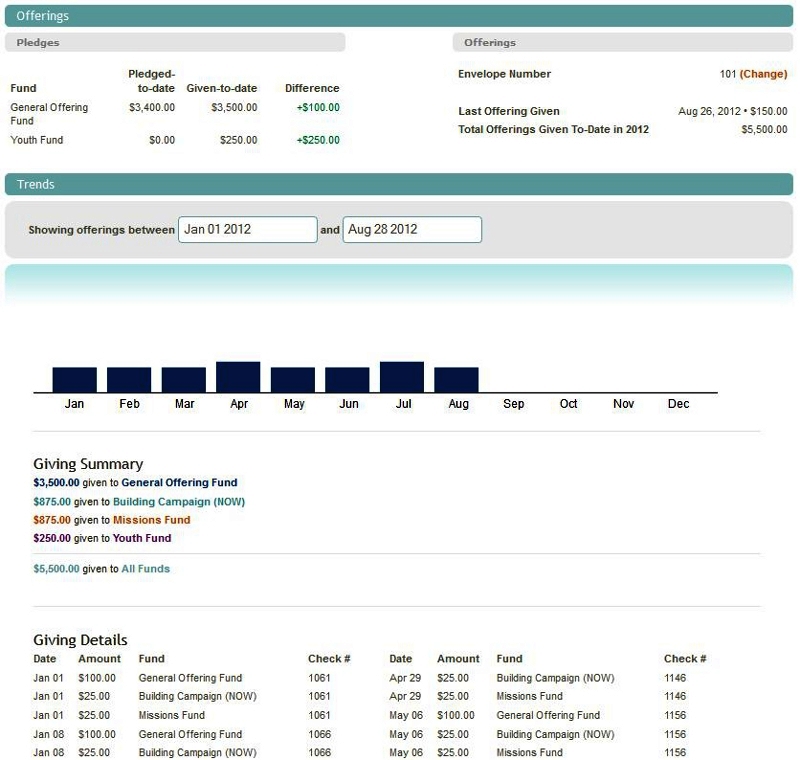 Offerings
Pledges
Fund Pledged-to-date Given-to-date Difference
General Offering Fund $3,400.00 $3,500.00 +$100.00
Youth Fund $0.00 $250.00 +$250.00
Offerings
Envelope Number 101 (Change)
Last Offering Given Aug 26, 2012 • $150.00
Total Offerings Given To-Date in 2012 $5,500.00
Trends
Showing offerings between Jan 01 2012 and Aug 28 2012
Jan Feb Mar Apr May Jun Jul Aug Sep Oct Nov Dec
Giving Summary
$3,500.00 given to General Offering Fund
$875.00 given to Building Campaign (NOW)
$875.00 given to Missions Fund
$250.00 given to Youth Fund
$5,500.00 given to All Funds
Giving Details
Date Amount Fund Check # Date Amount Fund Check #
Jan 01 $100.00 General Offering Fund 1061 Apr 29 $25.00 Building Campaign (NOW) 1146
Jan 01 $25.00 Building Campaign (NOW) 1061 Apr 29 $25.00 Missions Fund 1146
Jan 01 $25.00 Missions Fund 1061 May 06 $100.00 General Offering Fund 1156
Jan 08 $100.00 General Offering Fund 1066 May 06 $25.00 Building Campaign (NOW) 1156
Jan 08 $25.00 Building Campaign (NOW) 1066 May 06 $25.00 Missions Fund 1156